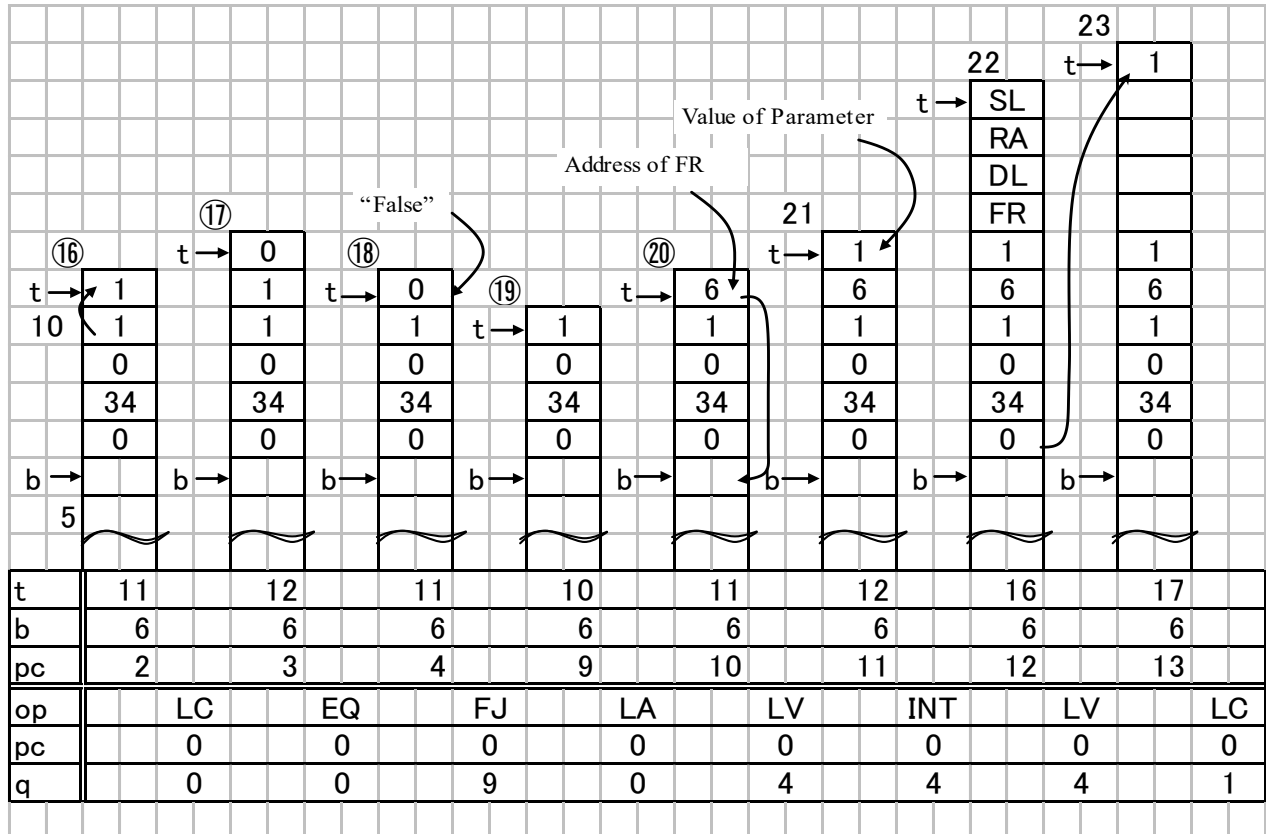 23
t 1
22
t SL
Value of Parameter
RA
Address of FR
DL
"False"
FR
⑰
21
⑯ t 0 ⑱ ⑳ t 1 1 1
t 1 1 t 0 ⑲ t 6 6 6 6
10 1 1 1 t 1 1 1 1 1
0 0 0 0 0 0 0 0
34 34 34 34 34 34 34 34
0 0 0 0 0 0 0 0
b b b b b b b b
5
t 11 12 11 10 11 12 16 17
b 6 6 6 6 6 6 6 6
pc 2 3 4 9 10 11 12 13
op LC EQ FJ LA LV INT LV LC
pc 0 0 0 0 0 0 0 0
q 0 0 9 0 4 4 4 1